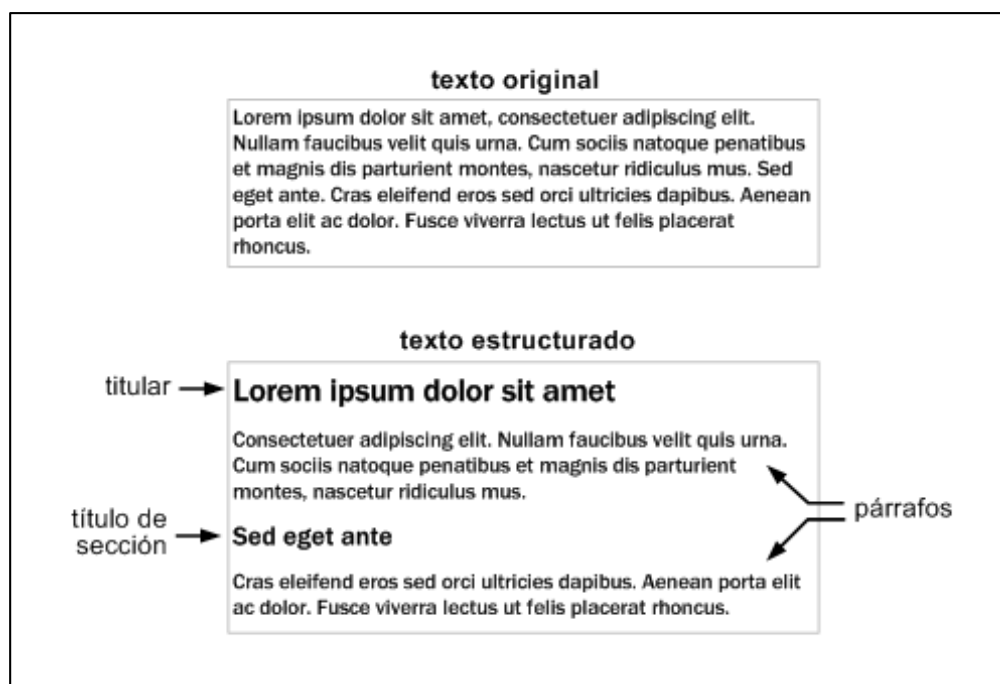 texto original
Lorem ipsum dolor sit amet, consectetuer adipiscing elit.
Nullam faucibus velit quis urna. Cum sociis natoque penatibus
et magnis dis parturient montes, nascetur ridiculus mus. Sed
eget ante. Cras eleifend eros sed orci ultricies dapibus. Aenean
porta elit ac dolor. Fusce viverra lectus ut felis placerat
rhoncus.
texto estructurado
titular
Lorem ipsum dolor sit amet
Consectetuer adipiscing elit. Nullam faucibus velit quis urna.
Cum sociis natoque penatibus et magnis dis parturient
montes, nascetur ridiculus mus.
párrafos
título de
sección
Sed eget ante
Cras eleifend eros sed orci ultricies dapibus. Aenean porta elit
ac dolor. Fusce viverra lectus ut felis placerat rhoncus.